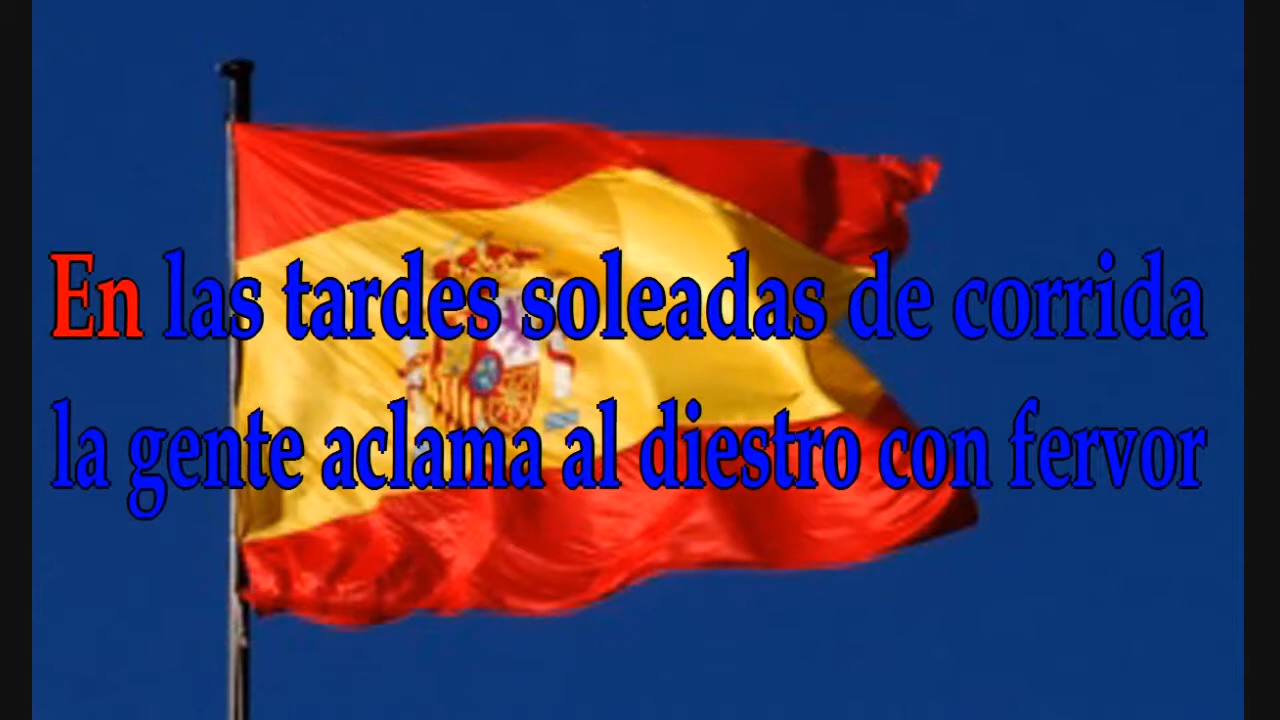 En las tardes soleadas de corrida
la gente aclama al diestro con fervor